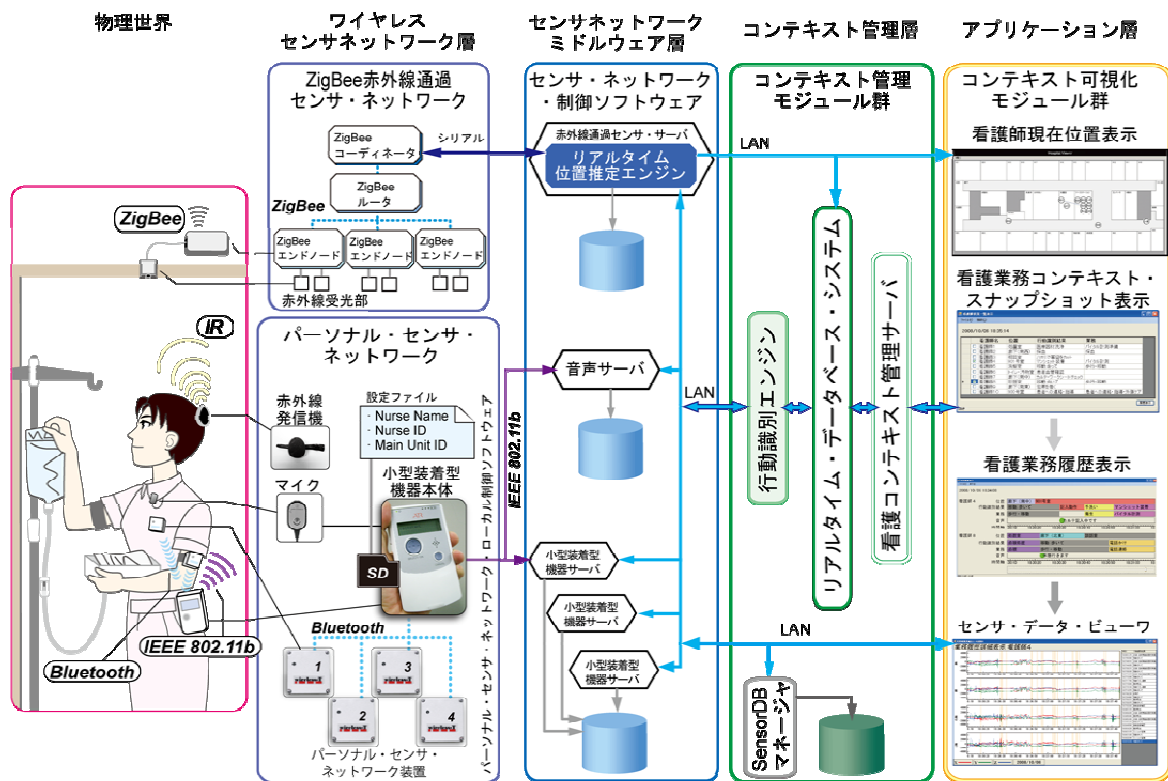 物理世界
ワイヤレス
センサネットワーク層
センサネットワーク
ミドルウェア層
コンテキスト管理層
アプリケーション層
ZigBee
IR
IEEE 802.11b
Bluetooth
ZigBee赤外線通過
センサ・ネットワーク
ZigBee
コーディネータ
シリアル
ZigBee
ルータ
ZigBee
ZigBee
エンドノード
ZigBee
エンドノード
ZigBee
エンドノード
赤外線受光部
パーソナル・センサ・
ネットワーク
赤外線
発信機
マイク
設定ファイル
- Nurse Name
- Nurse ID
- Main Unit ID
小型装着型
機器本体
SD
Bluetooth
1
3
2
4
パーソナル・センサ・
ネットワーク装置
パーソナル・センサ・ネットワーク・ローカル制御ソフトウェア
IEEE 802.11b
センサ・ネットワーク
・制御ソフトウェア
赤外線通過センサ・サーバ
リアルタイム
位置推定エンジン
音声サーバ
小型装着型
機器サーバ
小型装着型
機器サーバ
小型装着型
機器サーバ
LAN
LAN
LAN
コンテキスト管理
モジュール群
行動識別エンジン
リアルタイム・データベース・システム
看護コンテキスト管理サーバ
SensorDB
マネージャ
コンテキスト可視化
モジュール群
看護師現在位置表示
看護業務コンテキスト・
スナップショット表示
看護業務履歴表示
センサ・データ・ビューワ